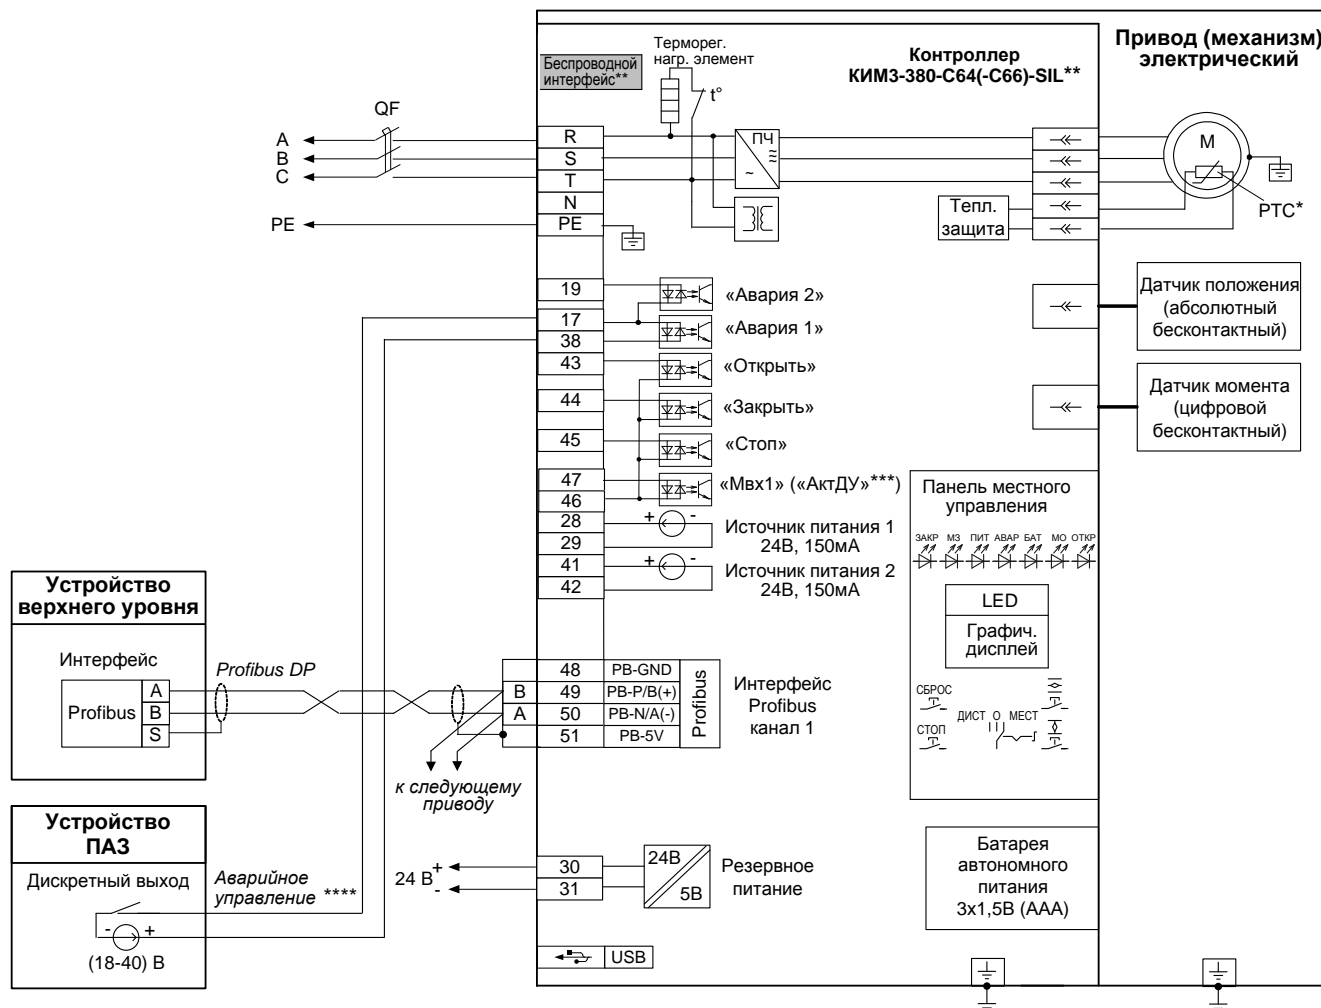 Привод (механизм)
электрический
Контроллер
КИМ3-380-С64(-С66)-SIL**
Терморег.
нагр. элемент
Беспроводной
интерфейс**
t°
QF
A
B
C
PE
R
S
T
N
PE
ПЧ
~
M
PTC*
Тепл.
защита
19
17
38
43
44
45
47
46
28
29
41
42
«Авария 2»
«Авария 1»
«Открыть»
«Закрыть»
«Стоп»
«Мвх1» («АктДУ»***)
+ -
Источник питания 1
24В, 150мА
+ -
Источник питания 2
24В, 150мА
Датчик положения
(абсолютный
бесконтактный)
Датчик момента
(цифровой
бесконтактный)
Панель местного
управления
ЗАКР МЗ ПИТ АВАР БАТ МО ОТКР
LED
Графич.
дисплей
СБРОС
СТОП
ДИСТ О МЕСТ
Устройство
верхнего уровня
Интерфейс
Profibus
A
B
S
Profibus DP
B
A
48 PB-GND
49 PB-P/B(+)
50 PB-N/A(-)
51 PB-5V
Profibus
Интерфейс
Profibus
канал 1
к следующему
приводу
Устройство
ПАЗ
Дискретный выход
- +
(18-40) В
Аварийное
управление ****
24 В
+
-
30
31
24В
5В
Резервное
питание
Батарея
автономного
питания
3х1,5В (ААА)
USB